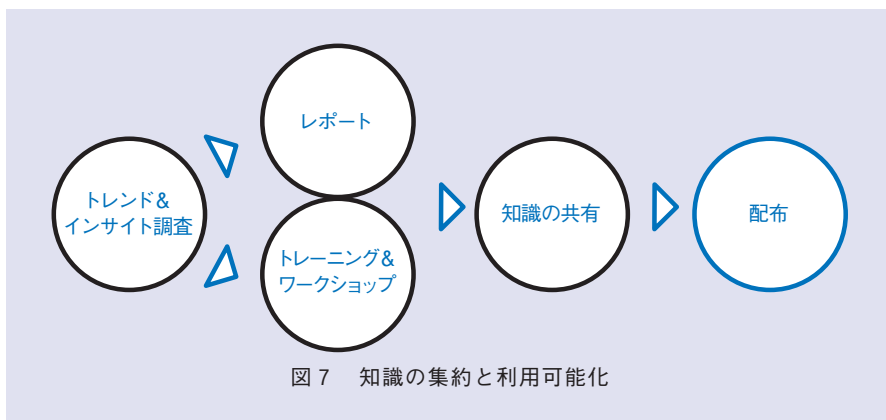 トレンド&
インサイト調査
レポート
トレーニング&
ワークショップ
知識の共有
配布
図7 知識の集約と利用可能化